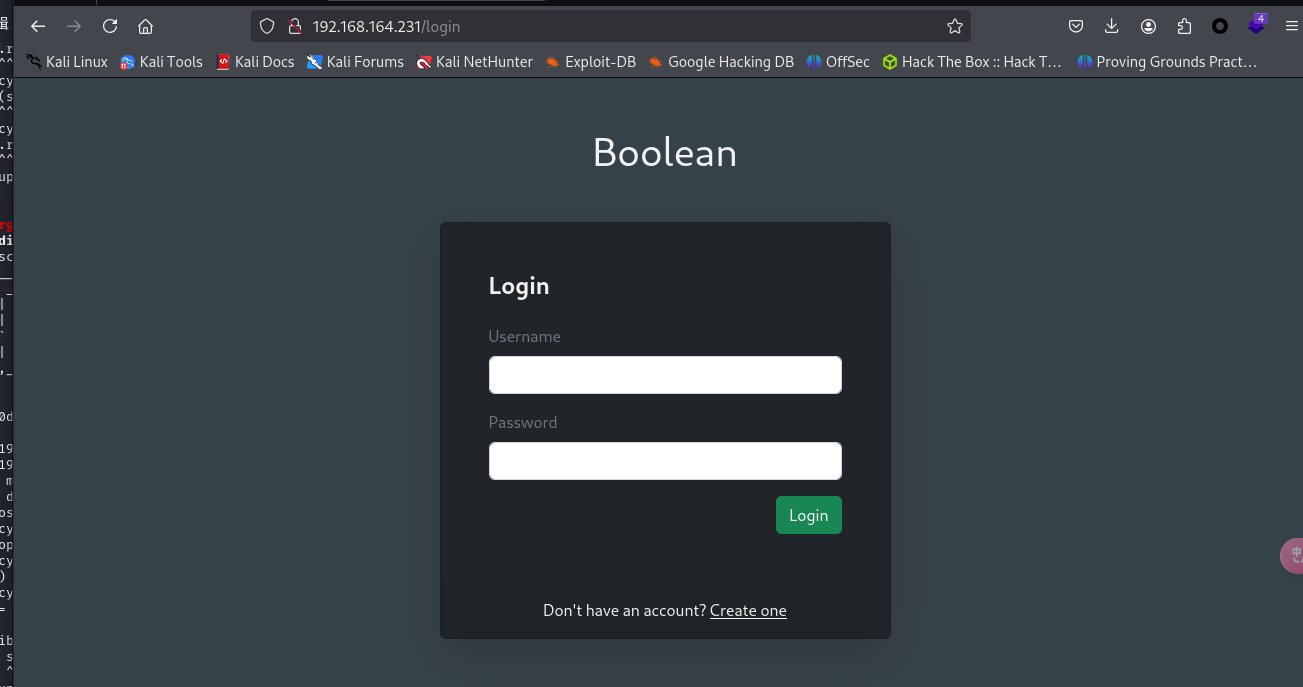 192.168.164.231/login
4
Kali Linux Kali Tools Kali Docs Kali Forums Kali NetHunter Exploit-DB Google Hacking DB OffSec Hack The Box :: Hack T... Proving Grounds Pract...
Boolean
Login
Username
Password
Login
Don't have an account? Create one
中